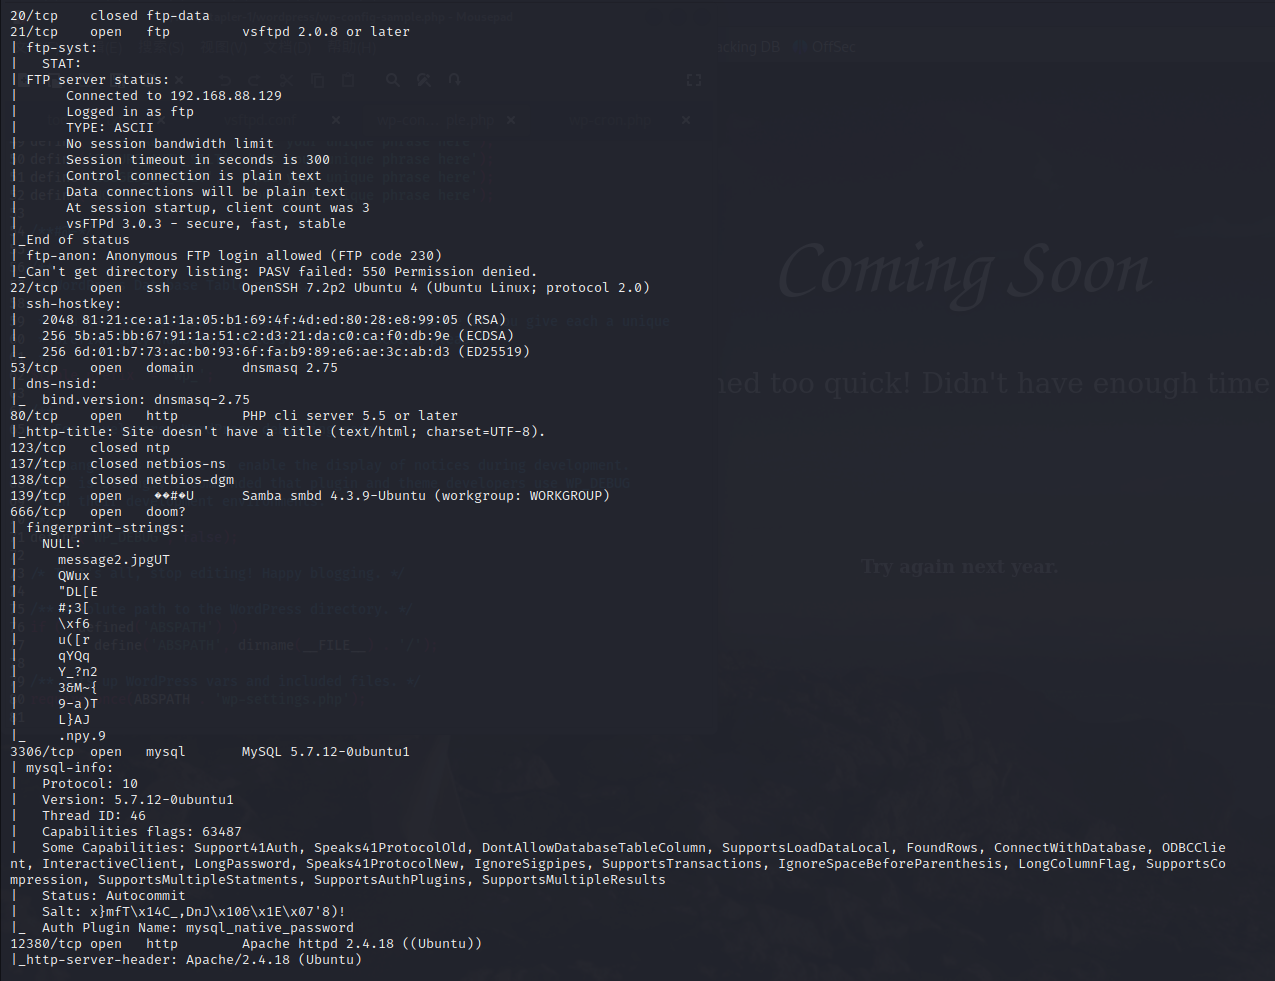 20/tcp    closed ftp-data
21/tcp    open   ftp         vsftpd 2.0.8 or later
| ftp-syst:
|   STAT:
| FTP server status:
|      Connected to 192.168.88.129
|      Logged in as ftp
|      TYPE: ASCII
|      No session bandwidth limit
|      Session timeout in seconds is 300
|      Control connection is plain text
|      Data connections will be plain text
|      At session startup, client count was 3
|      vsFTPd 3.0.3 - secure, fast, stable
|_End of status
| ftp-anon: Anonymous FTP login allowed (FTP code 230)
|_Can't get directory listing: PASV failed: 550 Permission denied.
22/tcp    open   ssh         OpenSSH 7.2p2 Ubuntu 4 (Ubuntu Linux; protocol 2.0)
| ssh-hostkey:
|   2048 81:21:ce:a1:1a:05:b1:69:4f:4d:ed:80:28:e8:99:05 (RSA)
|   256 5b:a5:bb:67:91:1a:51:c2:d3:21:da:c0:ca:f0:db:9e (ECDSA)
|_  256 6d:01:b7:73:ac:b0:93:6f:fa:b9:89:e6:ae:3c:ab:d3 (ED25519)
53/tcp    open   domain      dnsmasq 2.75
| dns-nsid:
|_  bind.version: dnsmasq-2.75
80/tcp    open   http        PHP cli server 5.5 or later
|_http-title: Site doesn't have a title (text/html; charset=UTF-8).
123/tcp   closed ntp
137/tcp   closed netbios-ns
138/tcp   closed netbios-dgm
139/tcp   open    ��#�U      Samba smbd 4.3.9-Ubuntu (workgroup: WORKGROUP)
666/tcp   open   doom?
| fingerprint-strings:
|   NULL:
|     message2.jpgUT
|     QWux
|     "DL[E
|     #;3[
|     \xf6
|     u([r
|     qYQq
|     Y_?n2
|     3&M~{
|     9-a)T
|     L}AJ
|_    .npy.9
3306/tcp  open   mysql       MySQL 5.7.12-0ubuntu1
| mysql-info:
|   Protocol: 10
|   Version: 5.7.12-0ubuntu1
|   Thread ID: 46
|   Capabilities flags: 63487
|   Some Capabilities: Support41Auth, Speaks41ProtocolOld, DontAllowDatabaseTableColumn, SupportsLoadDataLocal, FoundRows, ConnectWithDatabase, ODBCClie
nt, InteractiveClient, LongPassword, Speaks41ProtocolNew, IgnoreSigpipes, SupportsTransactions, IgnoreSpaceBeforeParenthesis, LongColumnFlag, SupportsCo
mpression, SupportsMultipleStatments, SupportsAuthPlugins, SupportsMultipleResults
|   Status: Autocommit
|   Salt: x}mfT\x14C_,DnJ\x10&\x1E\x07'8)!
|_  Auth Plugin Name: mysql_native_password
12380/tcp open   http        Apache httpd 2.4.18 ((Ubuntu))
|_http-server-header: Apache/2.4.18 (Ubuntu)
cking DB OffSec
Coming Soon
ned too quick! Didn't have enough time
Try again next year.